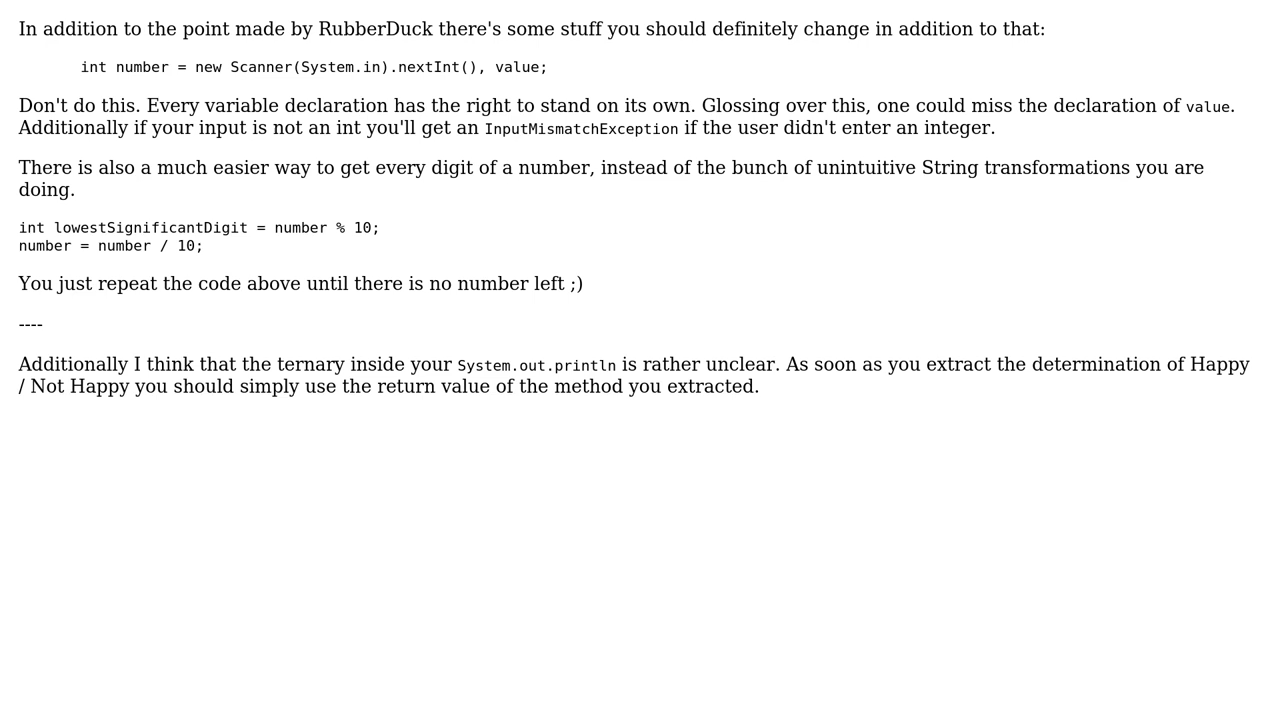 In addition to the point made by RubberDuck there's some stuff you should definitely change in addition to that:
int number = new Scanner(System.in).nextInt(), value;
Don't do this. Every variable declaration has the right to stand on its own. Glossing over this, one could miss the declaration of value.
Additionally if your input is not an int you'll get an InputMismatchException if the user didn't enter an integer.
There is also a much easier way to get every digit of a number, instead of the bunch of unintuitive String transformations you are
doing.
int lowestSignificantDigit = number % 10;
number = number / 10;
You just repeat the code above until there is no number left ;)
----
Additionally I think that the ternary inside your System.out.println is rather unclear. As soon as you extract the determination of Happy
/ Not Happy you should simply use the return value of the method you extracted.